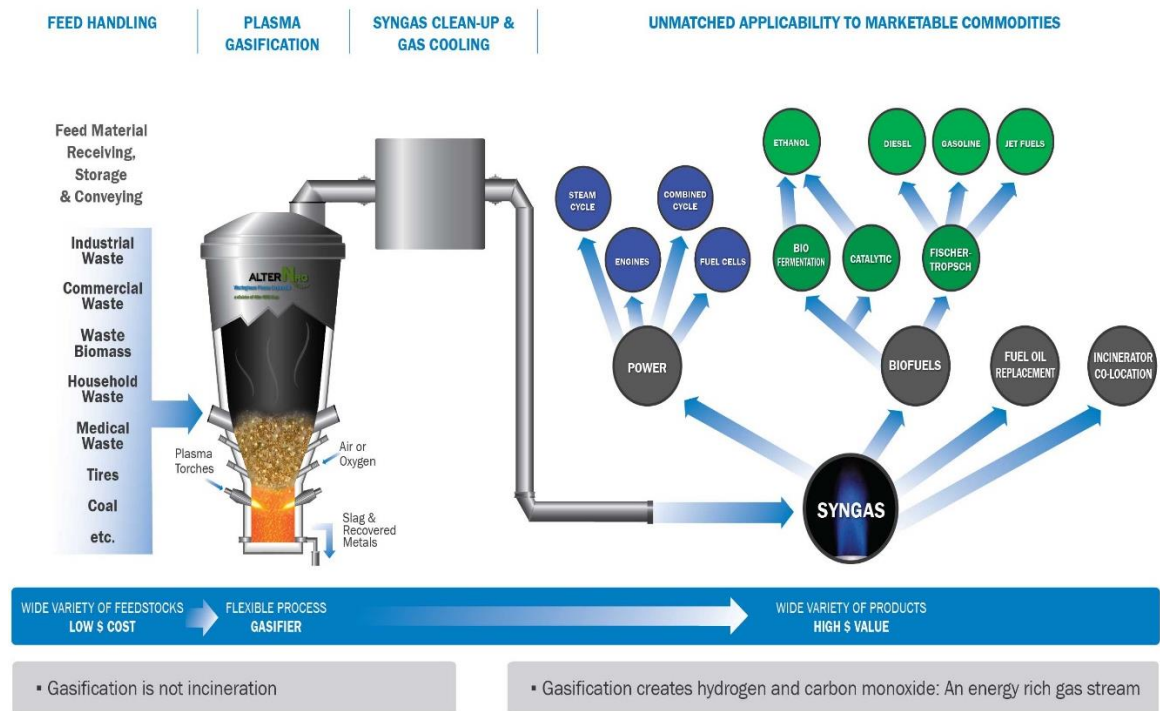 FEED HANDLING
PLASMA
GASIFICATION
SYNGAS CLEAN-UP &
GAS COOLING
UNMATCHED APPLICABILITY TO MARKETABLE COMMODITIES
Feed Material
Receiving,
Storage
& Conveying
Industrial
Waste
Commercial
Waste
Waste
Biomass
Household
Waste
Medical
Waste
Tires
Coal
etc.
ALTER
Plasma
Torches
Air or
Oxygen
Slag &
Recovered
Metals
STEAM
CYCLE
ENGINES
COMBINED
CYCLE
FUEL CELLS
POWER
ETHANOL
BIO
FERMENTATION
CATALYTIC
DIESEL
GASOLINE
JET FUELS
FISCHER-
TROPSCH
BIOFUELS
FUEL OIL
REPLACEMENT
INCINERATOR
CO-LOCATION
SYNGAS
WIDE VARIETY OF FEEDSTOCKS
LOW $ COST
FLEXIBLE PROCESS
GASIFIER
WIDE VARIETY OF PRODUCTS
HIGH $ VALUE
▪ Gasification is not incineration
▪ Gasification creates hydrogen and carbon monoxide: An energy rich gas stream